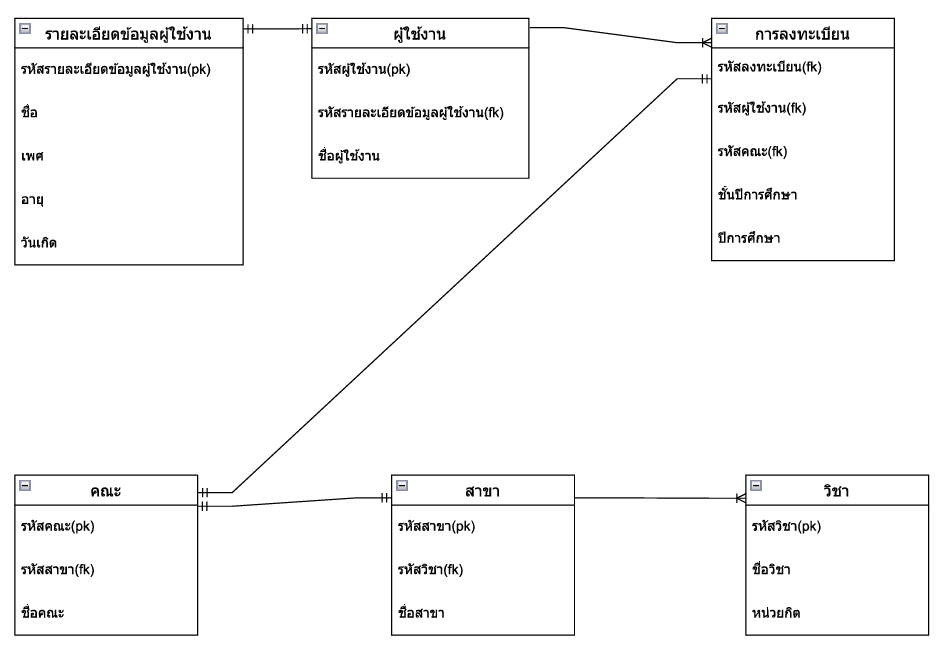 รายละเอียดข้อมูลผู้ใช้งาน
รหัสรายละเอียดข้อมูลผู้ใช้งาน(pk)
ชื่อ
เพศ
อายุ
วันเกิด
ผู้ใช้งาน
รหัสผู้ใช้งาน(pk)
รหัสรายละเอียดข้อมูลผู้ใช้งาน(fk)
ชื่อผู้ใช้งาน
การลงทะเบียน
รหัสลงทะเบียน(fk)
รหัสผู้ใช้งาน(fk)
รหัสคณะ(fk)
ชั้นปีการศึกษา
ปีการศึกษา
คณะ
รหัสคณะ(pk)
รหัสสาขา(fk)
ชื่อคณะ
สาขา
รหัสสาขา(pk)
รหัสวิชา(fk)
ชื่อสาขา
วิชา
รหัสวิชา(pk)
ชื่อวิชา
หน่วยกิต